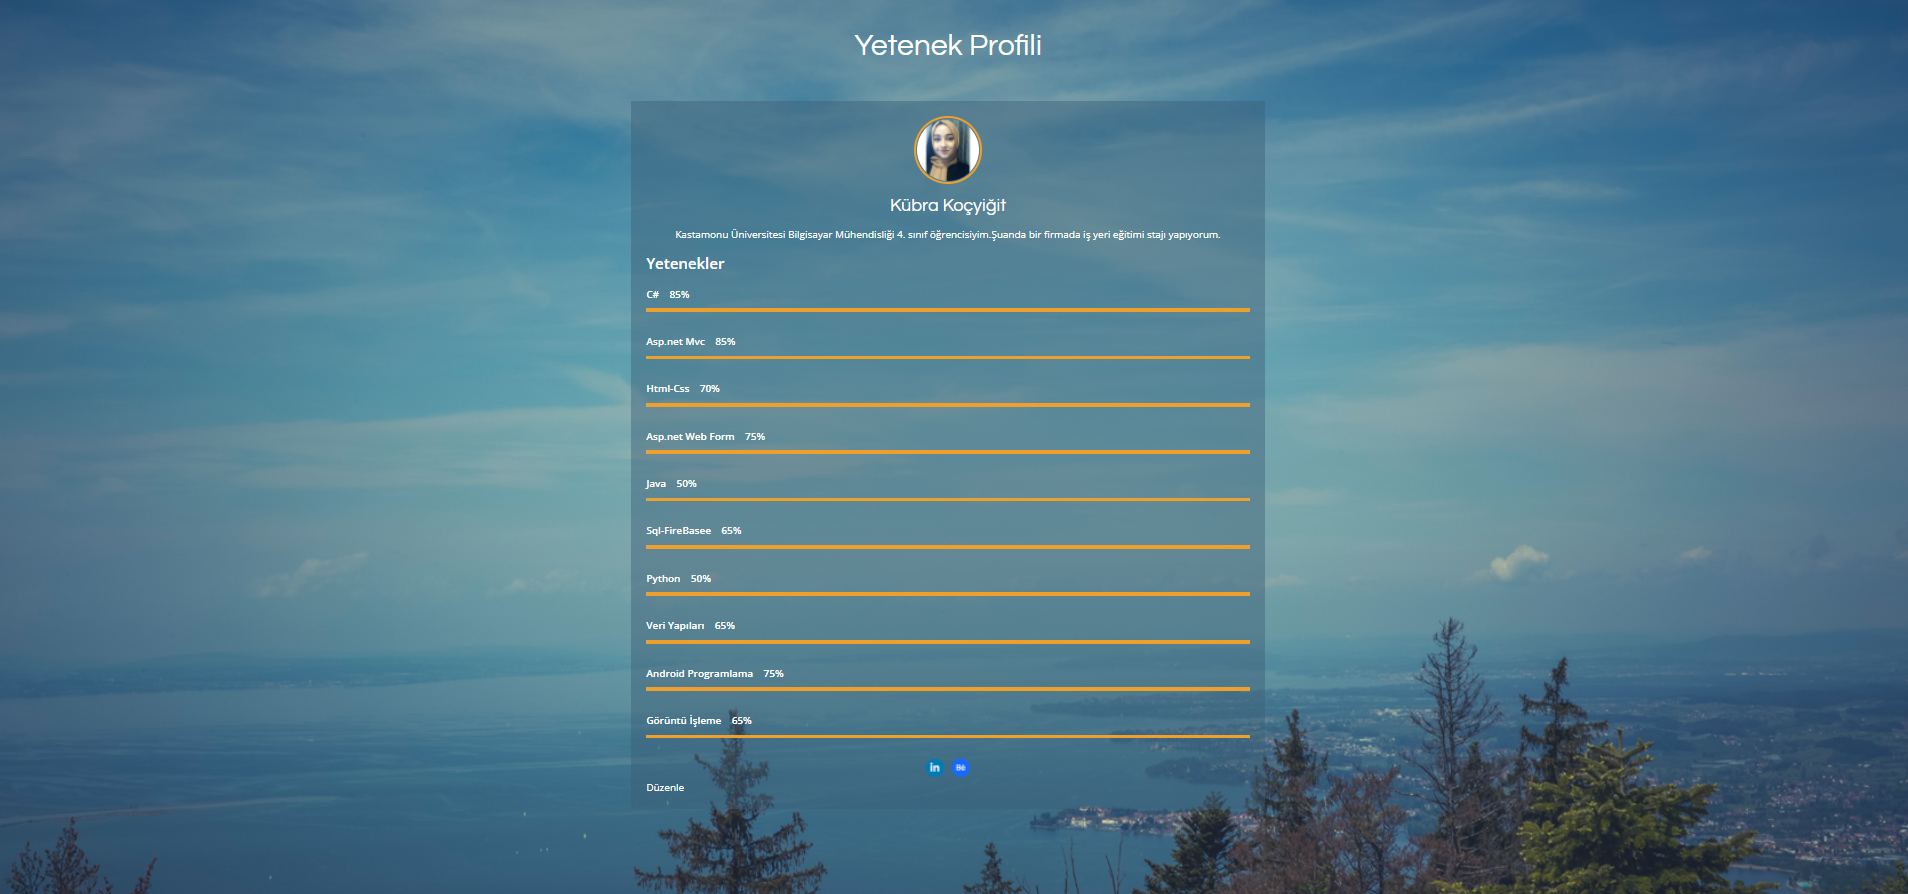 Yetenek Profili
Kübra Koçyiğit
Kastamonu Üniversitesi Bilgisayar Mühendisliği 4. sınıf öğrencisiyim.Şuanda bir firmada iş yeri eğitimi stajı yapıyorum.
Yetenekler
C# 85%
Asp.net Mvc 85%
Html-Css 70%
Asp.net Web Form 75%
Java 50%
Sql-FireBasee 65%
Python 50%
Veri Yapıları 65%
Android Programlama 75%
Görüntü İşleme 65%
in Bē
Düzenle